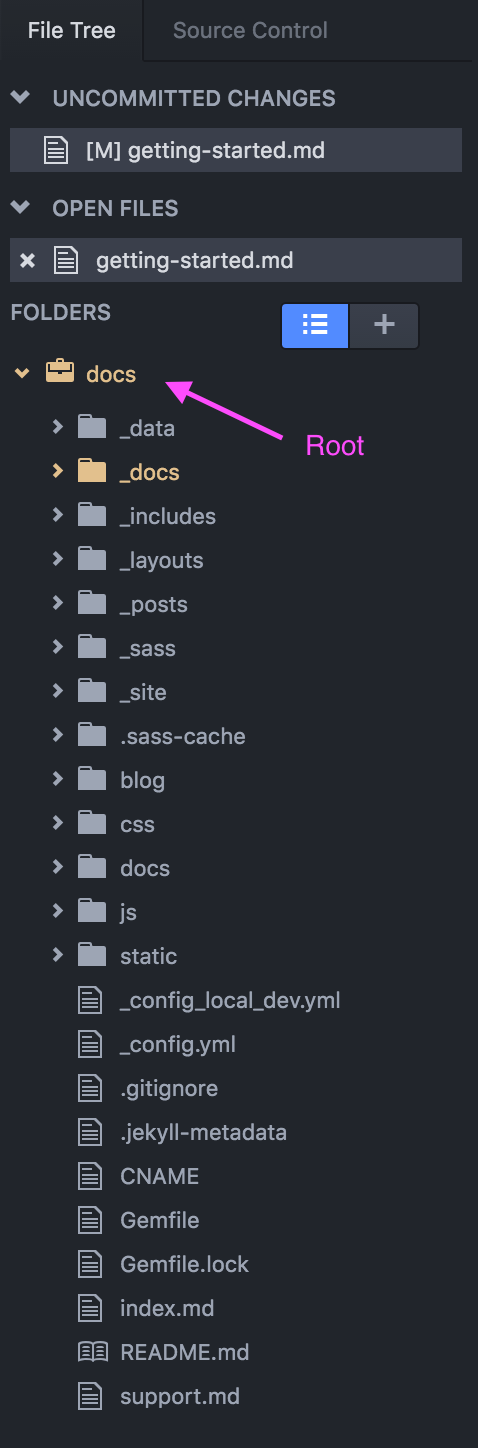 File Tree Source Control
UNCOMMITTED CHANGES
[M] getting-started.md
OPEN FILES
getting-started.md
FOLDERS
docs
Root
_data
_docs
_includes
_layouts
_posts
_sass
_site
.sass-cache
blog
css
docs
js
static
_config_local_dev.yml
_config.yml
.gitignore
.jekyll-metadata
CNAME
Gemfile
Gemfile.lock
index.md
README.md
support.md